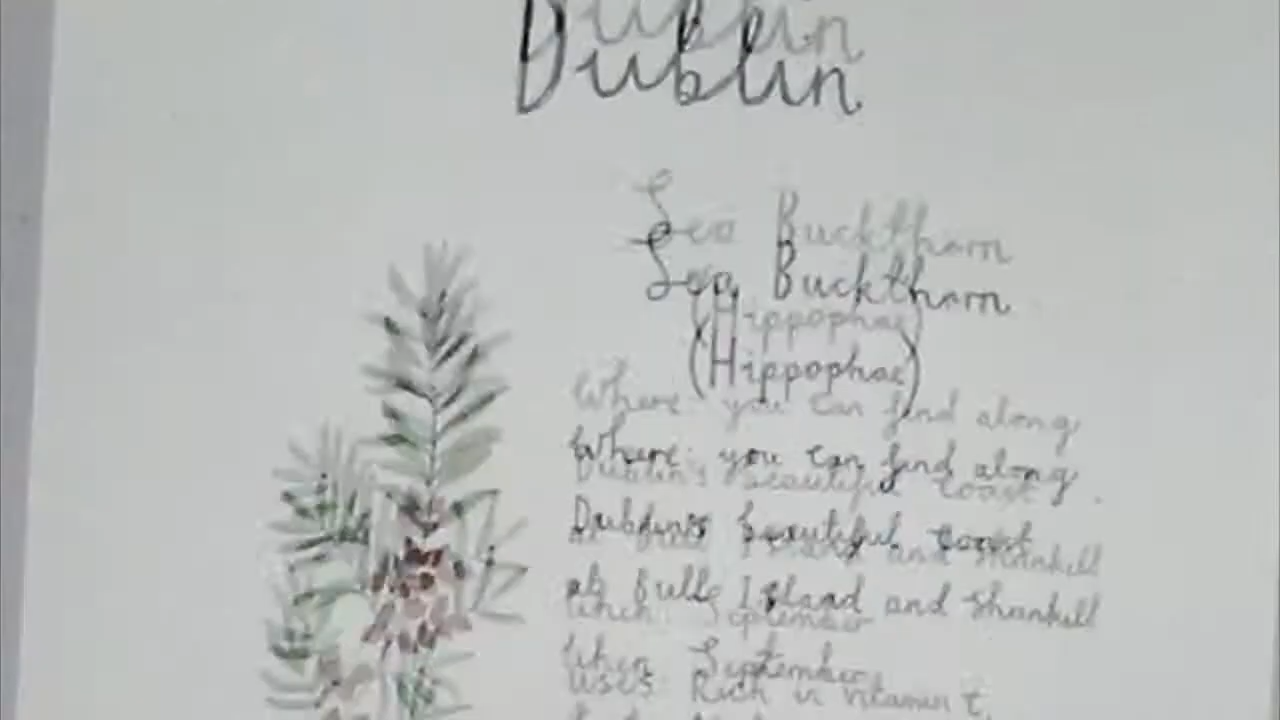 Dublin
Sea Buckthorn
(Hippophae)
Where: you can find along
Dublin's beautiful coast
at Bull Island and Shankill
When: September
Uses: Rich in vitamin C,